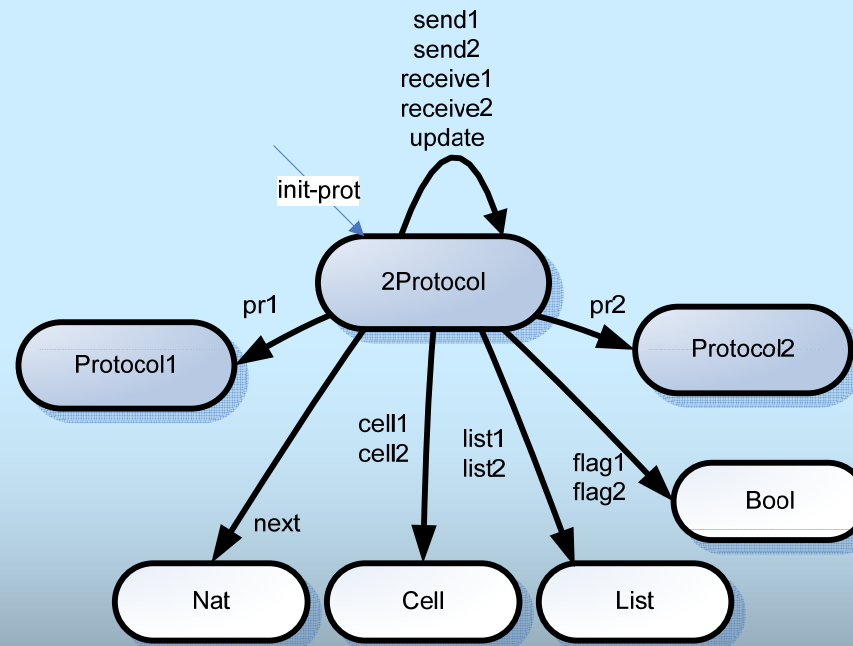 send1
send2
receive1
receive2
update
init-prot
2Protocol
pr1
pr2
Protocol1
Protocol2
cell1
cell2
list1
list2
flag1
flag2
Bool
next
Nat
Cell
List